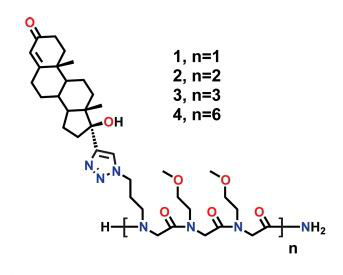 O
1, n=1
2, n=2
3, n=3
4, n=6
OH
N
N N
O O
O O O
H N N N NH₂
n